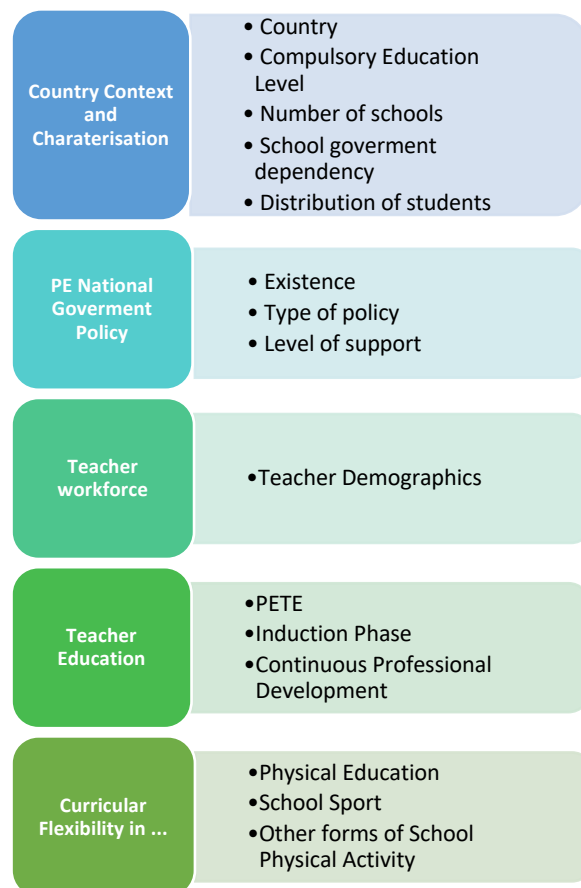 Country Context
and
Charaterisation
• Country
• Compulsory Education
Level
• Number of schools
• School goverment
dependency
• Distribution of students
PE National
Goverment
Policy
• Existence
• Type of policy
• Level of support
Teacher
workforce
•Teacher Demographics
Teacher
Education
•PETE
•Induction Phase
•Continuous Professional
Development
Curricular
Flexibility in ...
•Physical Education
•School Sport
•Other forms of School
Physical Activity